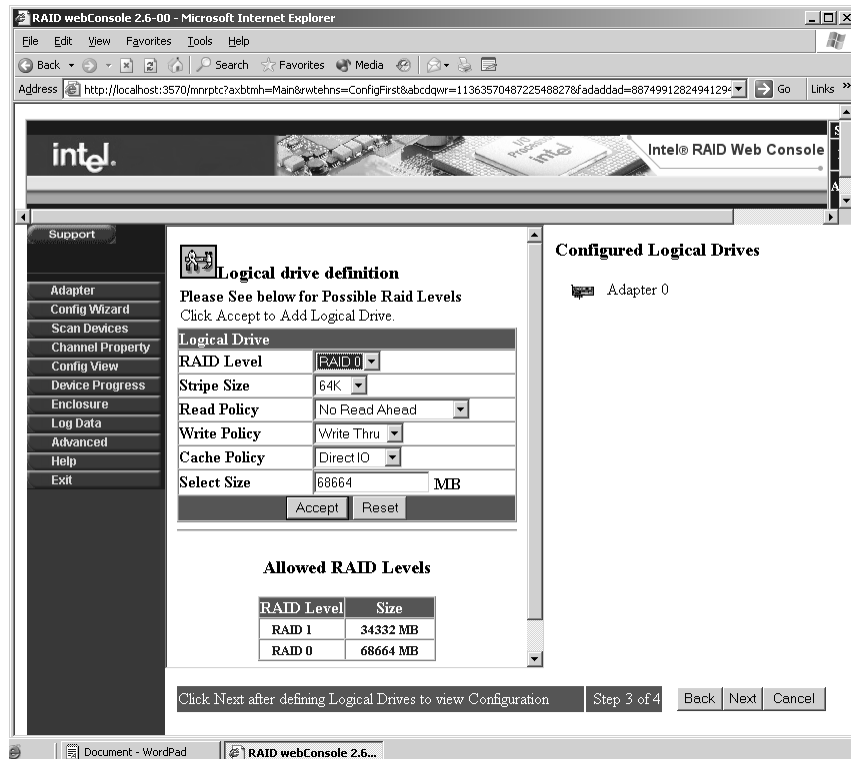 RAID webConsole 2.6-00 - Microsoft Internet Explorer
File Edit View Favorites Tools Help
Back Search Favorites Media
Address http://localhost:3570/mnrptc?axbtmh=Main&rwtehns=ConfigFirst&abcdqwr=11363570487225548827&fadaddad=8874991282494129 Go Links »
intel.
I/O Processor
intel
Intel® RAID Web Console
Support
Adapter
Config Wizard
Scan Devices
Channel Property
Config View
Device Progress
Enclosure
Log Data
Advanced
Help
Exit
Logical drive definition
Please See below for Possible Raid Levels
Click Accept to Add Logical Drive.
Logical Drive
RAID Level RAID 0
Stripe Size 64K
Read Policy No Read Ahead
Write Policy Write Thru
Cache Policy Direct IO
Select Size 68664 MB
Accept Reset
Allowed RAID Levels
RAID Level Size
RAID 1 34332 MB
RAID 0 68664 MB
Configured Logical Drives
Adapter 0
Click Next after defining Logical Drives to view Configuration Step 3 of 4 Back Next Cancel
Document - WordPad RAID webConsole 2.6...